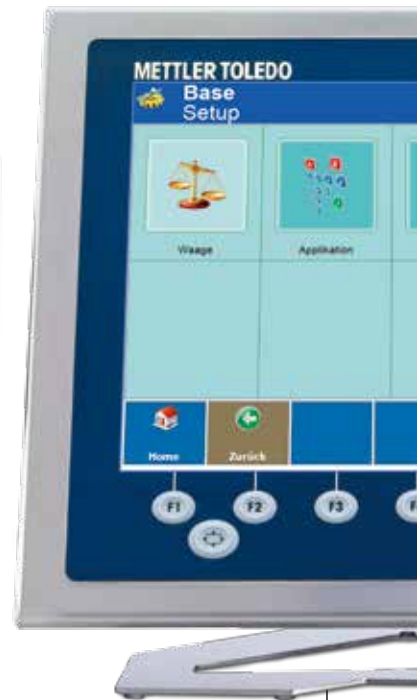 METTLER TOLEDO
Base
Setup
Waage Applikation
Home Zurück
F1 F2 F3